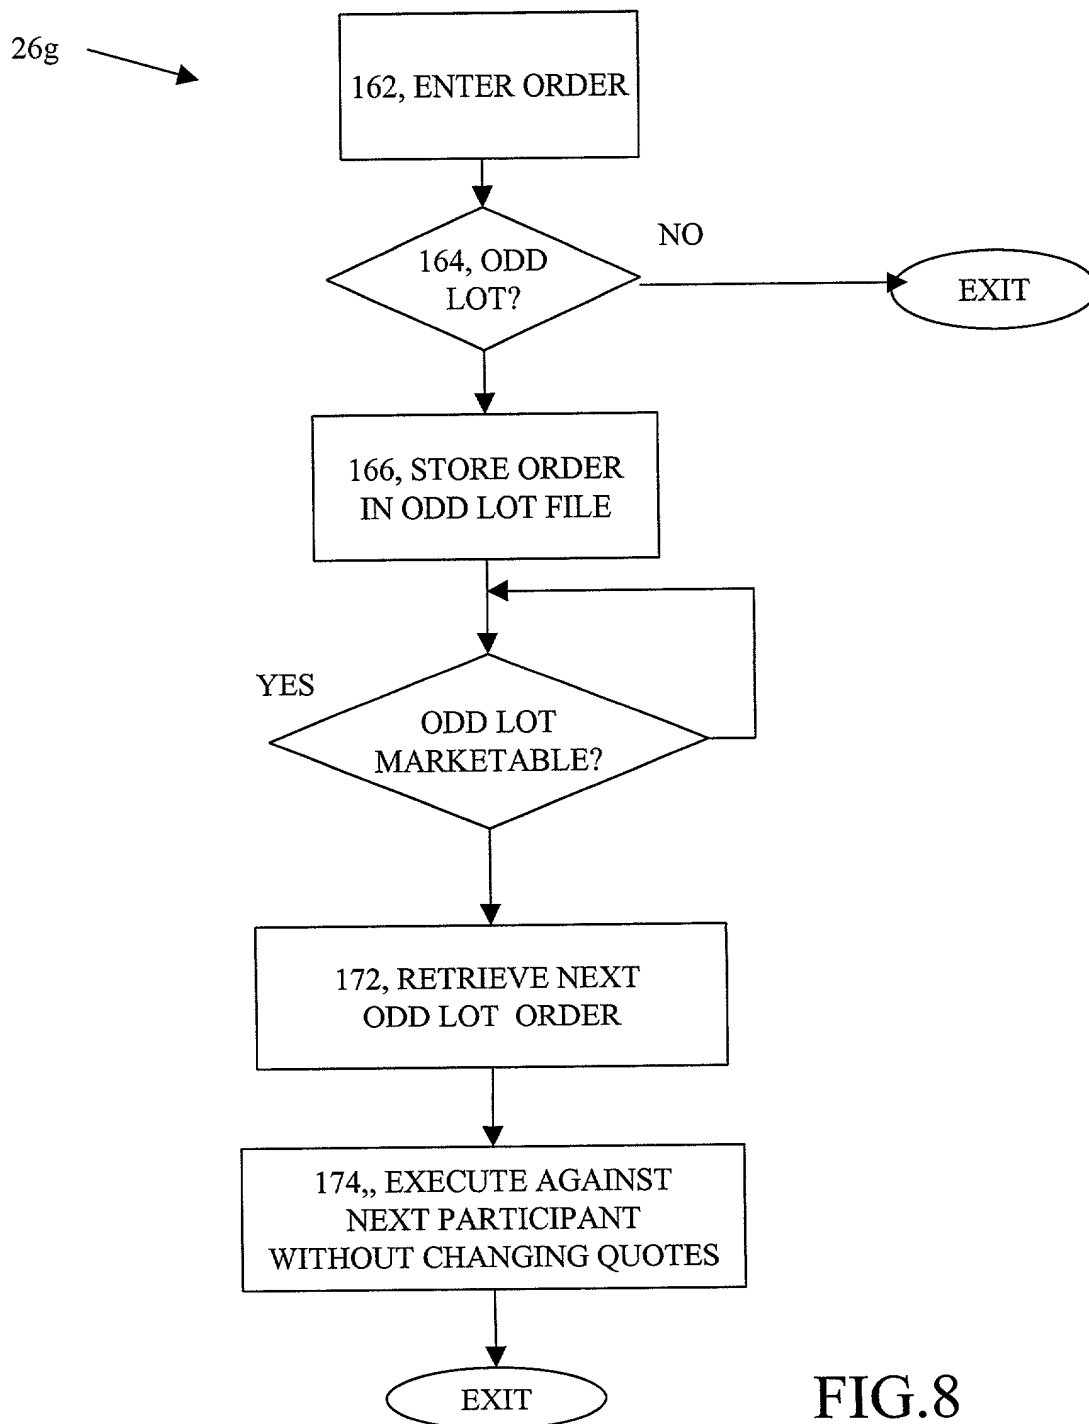 26g
162, ENTER ORDER
164, ODD
LOT?
NO
EXIT
166, STORE ORDER
IN ODD LOT FILE
YES
ODD LOT
MARKETABLE?
172, RETRIEVE NEXT
ODD LOT ORDER
174,, EXECUTE AGAINST
NEXT PARTICIPANT
WITHOUT CHANGING QUOTES
EXIT
FIG.8